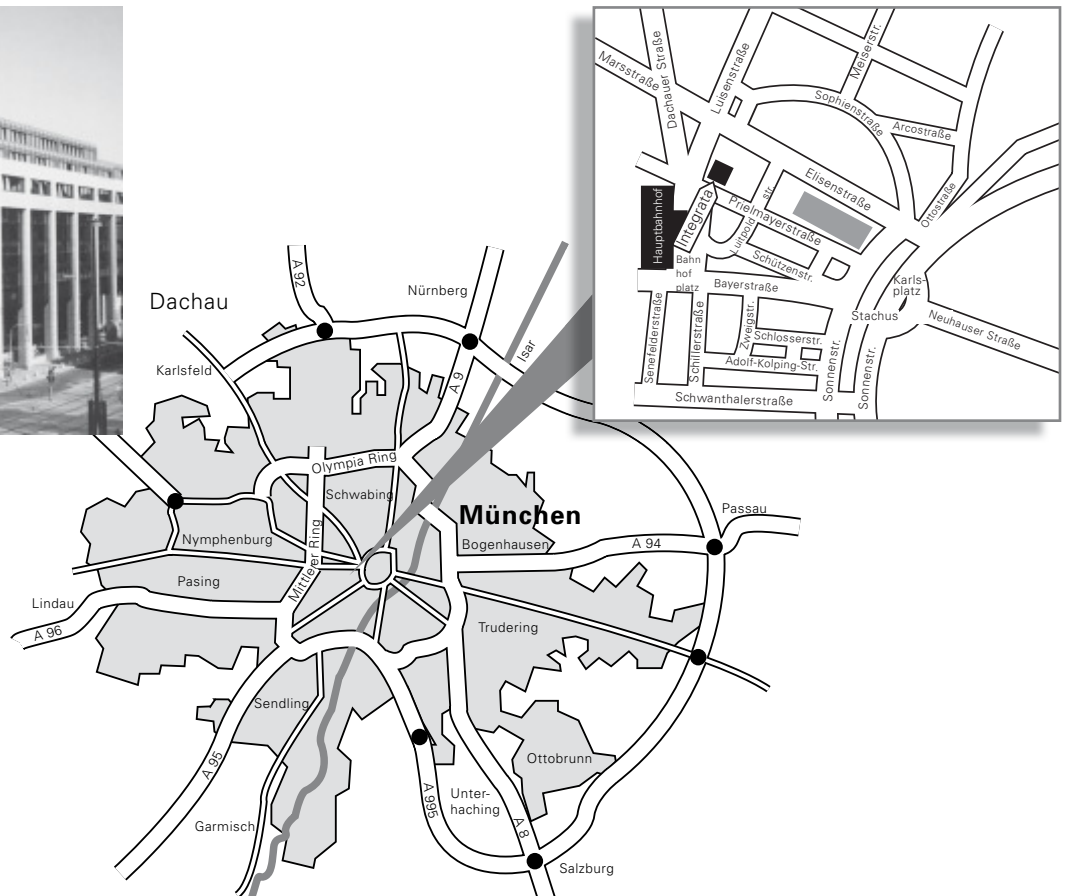 Marsstraße
Dachauer Straße
Luisenstraße
Meiserstr.
Sophienstraße
Arcostraße
Elisenstraße
Ottostraße
Hauptbahnhof
Integrata
str.
Luitpold
Prielmayerstraße
Schützenstr.
Bahn
hof
platz
Bayerstraße
Karls-
platz
Stachus
Neuhauser Straße
Senefelderstraße
Schillerstraße
Zweigstr.
Schlosserstr.
Adolf-Kolping-Str.
Sonnenstr.
Sonnenstr.
Schwanthalerstraße
A 92
Dachau
Nürnberg
Isar
Karlsfeld
A 9
Olympia Ring
Schwabing
München
Passau
Nymphenburg
Mittlerer Ring
Bogenhausen
A 94
Pasing
Lindau
A 96
Trudering
Sendling
A 95
Ottobrunn
A 995
Unter-
haching
A 8
Garmisch
Salzburg